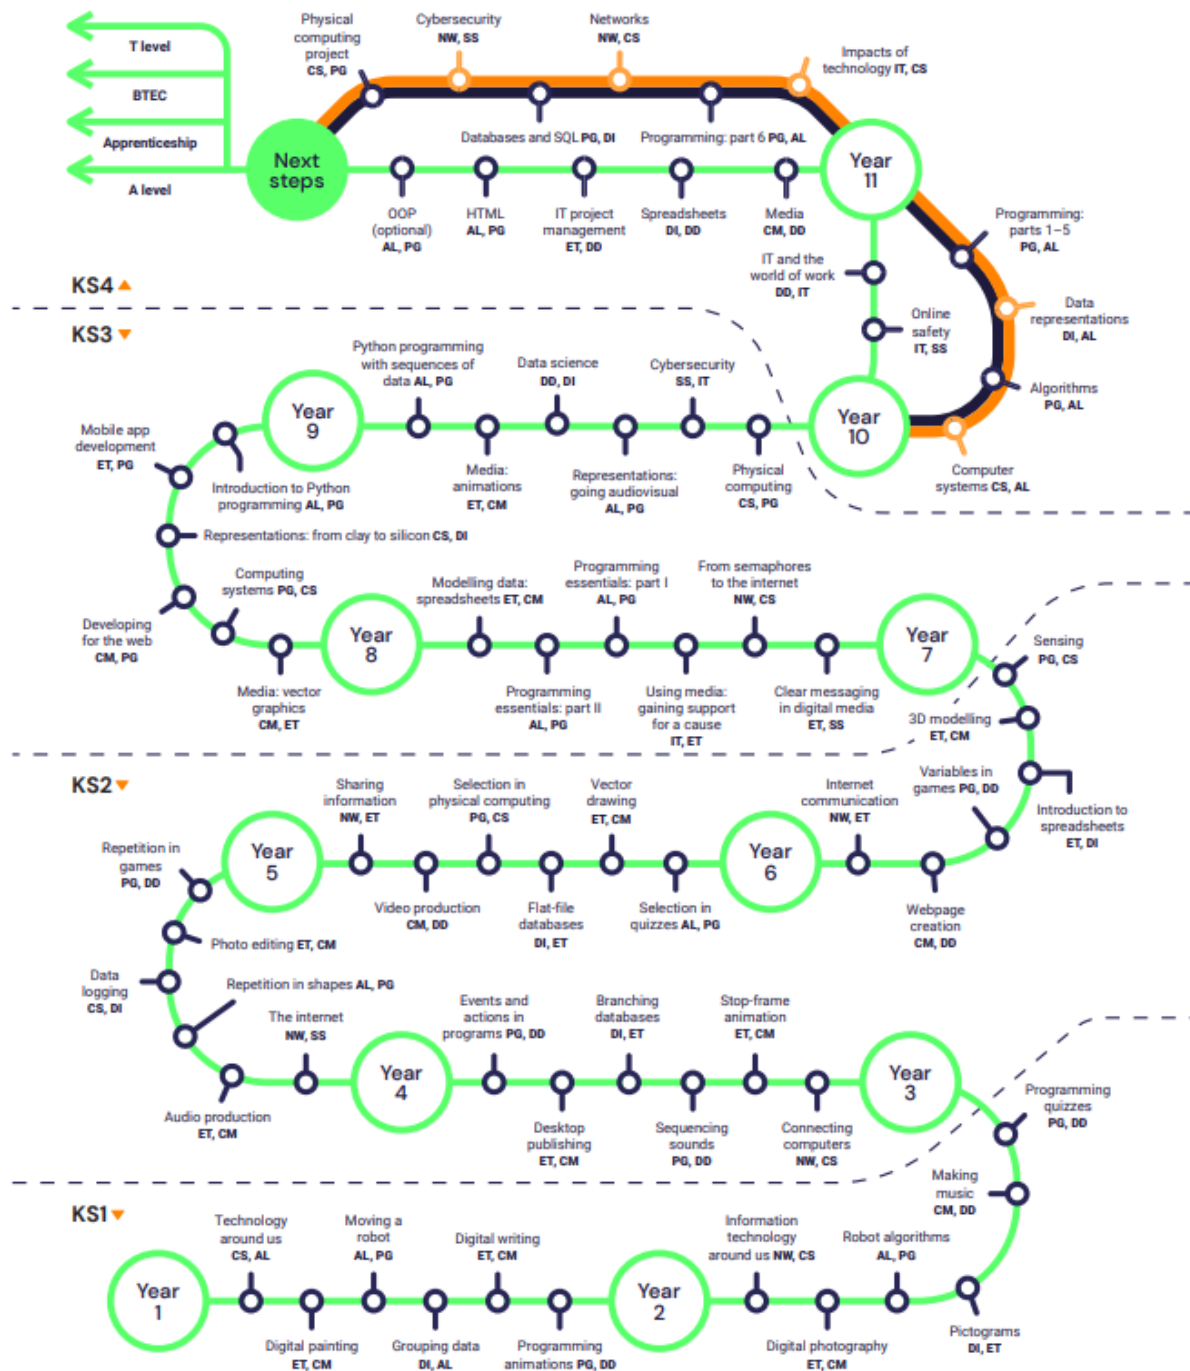 T level
BTEC
Apprenticeship
A level
Next
steps
Physical
computing
project
CS, PG
Cybersecurity
NW, SS
Networks
NW, CS
Impacts of
technology IT, CS
Databases and SQL PG, DI
Programming: part 6 PG, AL
Year
11
OOP
(optional)
AL, PG
HTML
AL, PG
IT project
management
ET, DD
Spreadsheets
DI, DD
Media
CM, DD
Programming:
parts 1–5
PG, AL
IT and the
world of work
DD, IT
Online
safety
IT, SS
Data
representations
DI, AL
Algorithms
PG, AL
Computer
systems CS, AL
KS4
KS3
Year
10
Year
9
Python programming
with sequences of
data AL, PG
Data science
DD, DI
Cybersecurity
SS, IT
Media:
animations
ET, CM
Representations:
going audiovisual
AL, PG
Physical
computing
CS, PG
Mobile app
development
ET, PG
Introduction to Python
programming AL, PG
Representations: from clay to silicon CS, DI
Computing
systems PG, CS
Developing
for the web
CM, PG
Media: vector
graphics
CM, ET
Year
8
Modelling data:
spreadsheets ET, CM
Programming
essentials: part I
AL, PG
From semaphores
to the internet
NW, CS
Programming
essentials: part II
AL, PG
Using media:
gaining support
for a cause
IT, ET
Clear messaging
in digital media
ET, SS
Year
7
Sensing
PG, CS
3D modelling
ET, CM
Variables in
games PG, DD
Introduction to
spreadsheets
ET, DI
KS2
Year
5
Sharing
information
NW, ET
Selection in
physical computing
PG, CS
Vector
drawing
ET, CM
Video production
CM, DD
Flat-file
databases
DI, ET
Selection in
quizzes AL, PG
Year
6
Internet
communication
NW, ET
Webpage
creation
CM, DD
Repetition in
games
PG, DD
Photo editing ET, CM
Data
logging
CS, DI
Repetition in shapes AL, PG
The internet
NW, SS
Audio production
ET, CM
Year
4
Events and
actions in
programs PG, DD
Branching
databases
DI, ET
Stop-frame
animation
ET, CM
Desktop
publishing
ET, CM
Sequencing
sounds
PG, DD
Connecting
computers
NW, CS
Year
3
Programming
quizzes
PG, DD
Making
music
CM, DD
KS1
Year
1
Technology
around us
CS, AL
Moving a
robot
AL, PG
Digital writing
ET, CM
Digital painting
ET, CM
Grouping data
DI, AL
Programming
animations PG, DD
Year
2
Information
technology
around us NW, CS
Robot algorithms
AL, PG
Digital photography
ET, CM
Pictograms
DI, ET